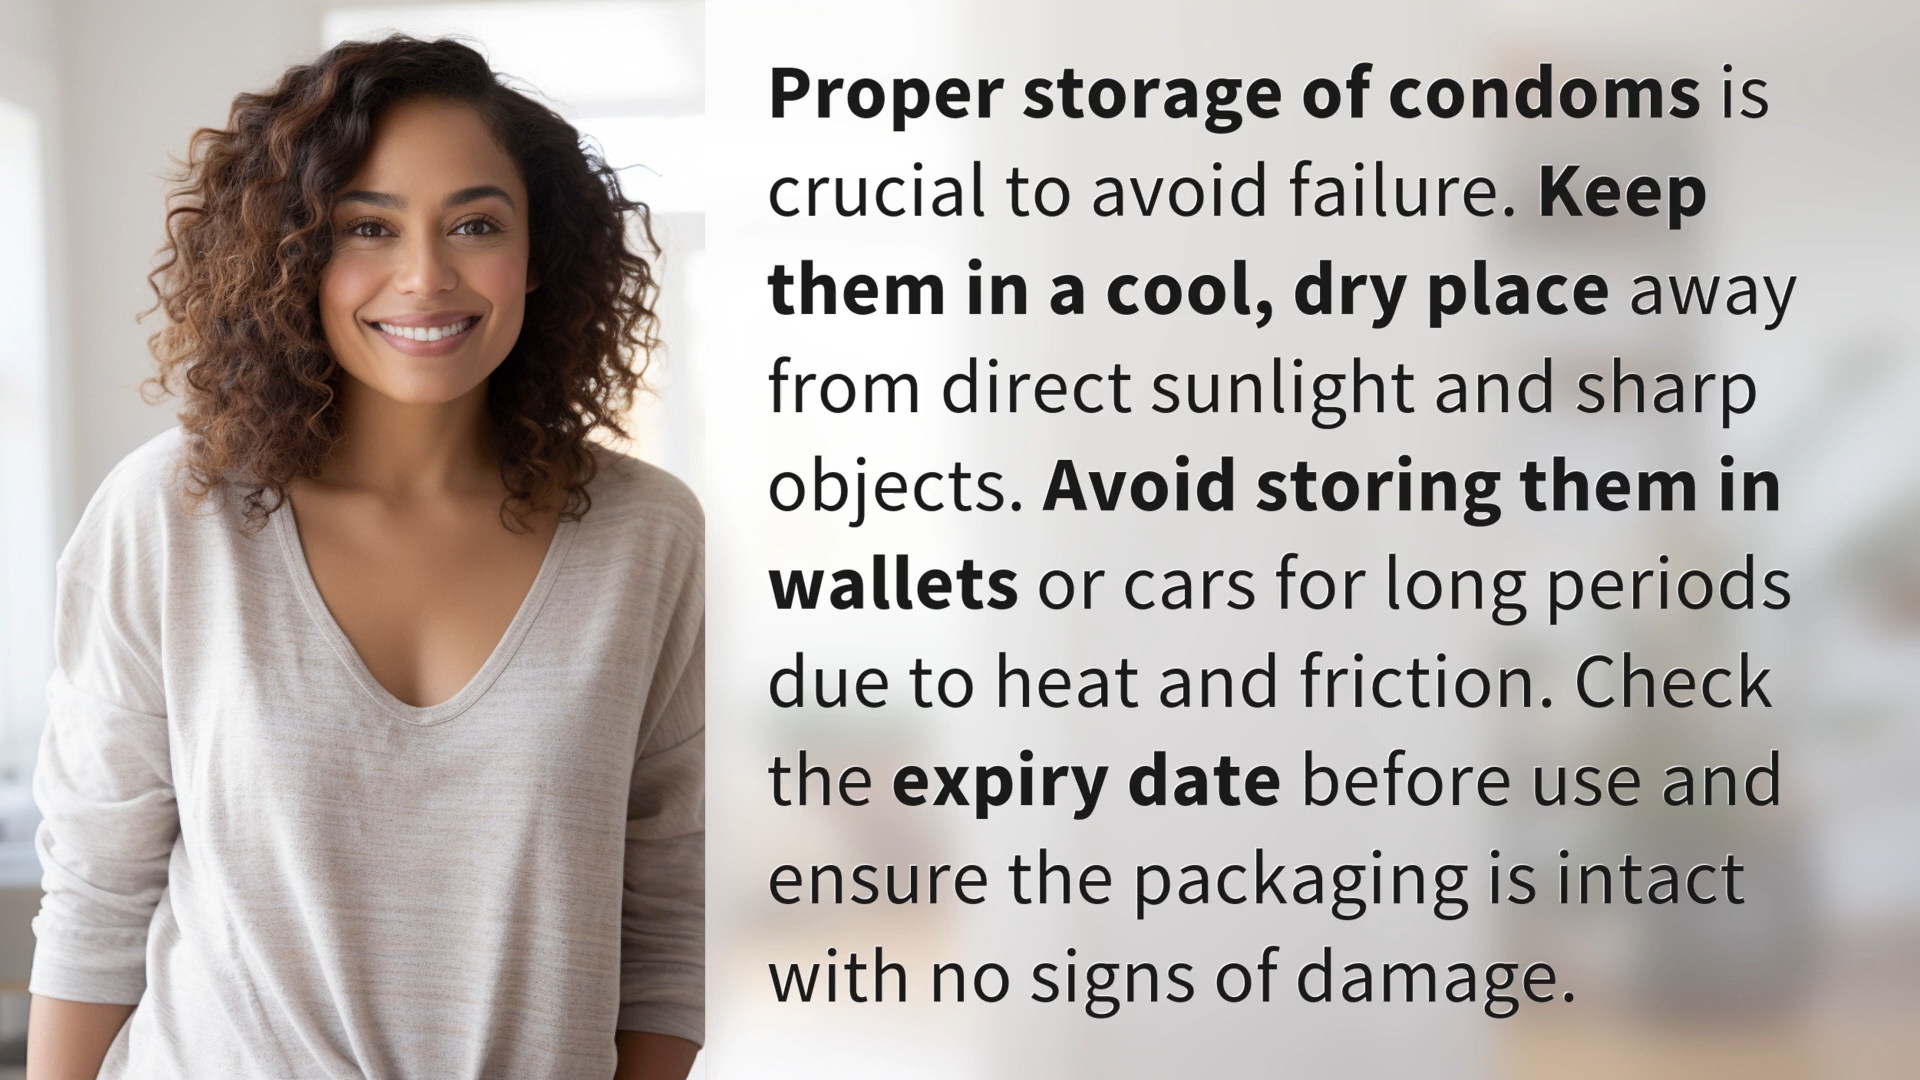 Proper storage of condoms is
crucial to avoid failure. Keep
them in a cool, dry place away
from direct sunlight and sharp
objects. Avoid storing them in
wallets or cars for long periods
due to heat and friction. Check
the expiry date before use and
ensure the packaging is intact
with no signs of damage.